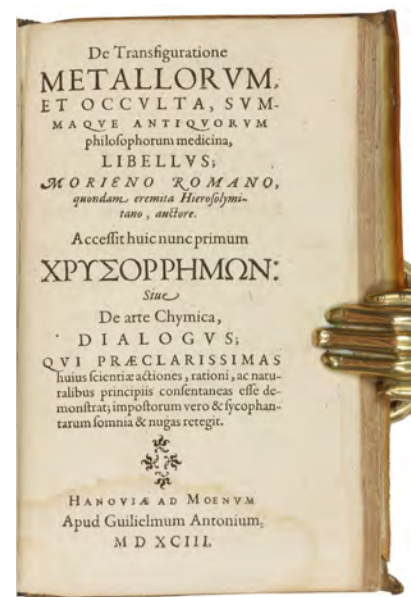 De Transfiguratione
METALLORVM,
ET OCCVLTA, SVM-
MAQVE ANTIQVORVM
philoſophorum medicina,
LIBELLVS;
MORIENO ROMANO,
quondam eremita Hieroſolymi-
tano, auctore.
Acceſſit huic nunc primum
ΧΡΥΣΟΡΡΗΜΩΝ:
Siue
De arte Chymica,
DIALOGVS;
QVI PRÆCLARISSIMAS
huius ſcientiæ actiones, rationi, ac natu-
ralibus principiis conſentaneas eſſe de-
monſtrat; impoſtorum vero & ſycophan-
tarum ſomnia & nugas retegit.
HANOVIÆ AD MOENVM
Apud Guilielmum Antonium,
M D XCIII.